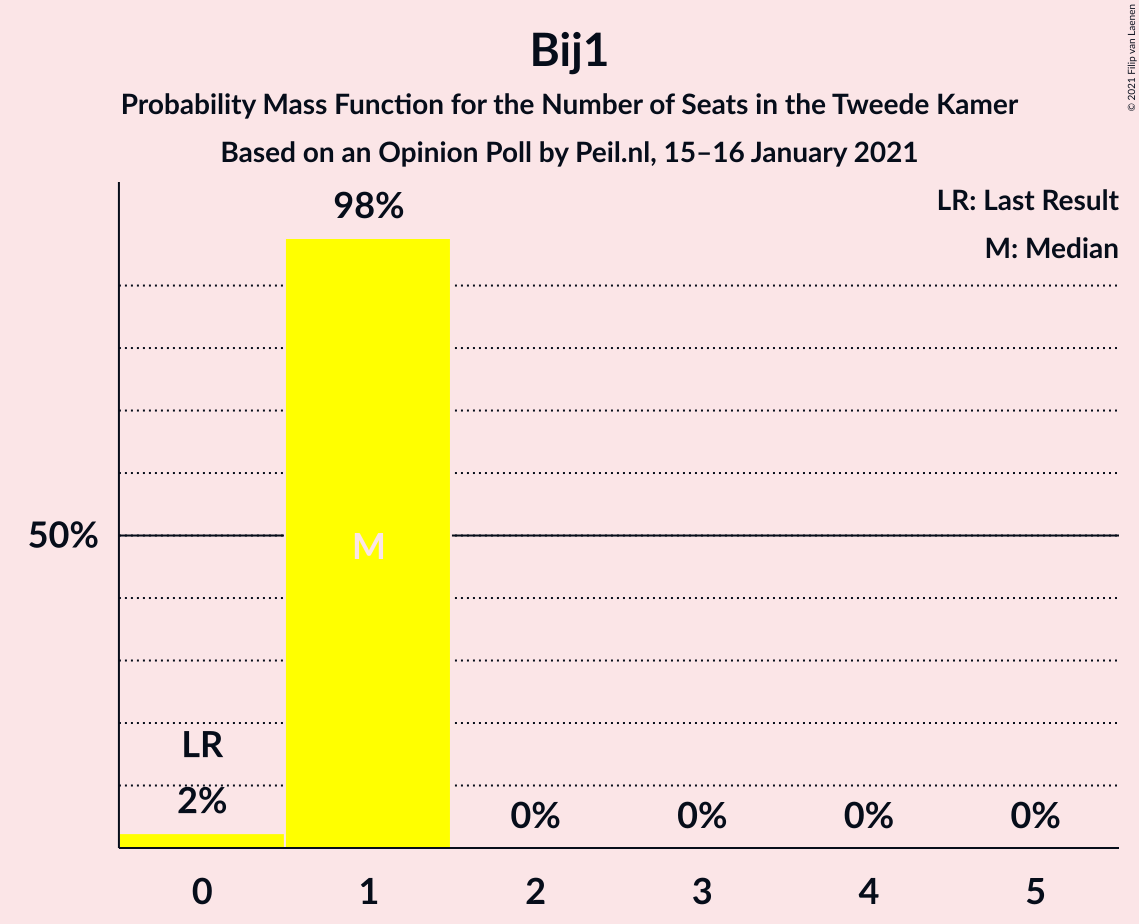 Bij1
Probability Mass Function for the Number of Seats in the Tweede Kamer
Based on an Opinion Poll by Peil.nl, 15–16 January 2021
© 2021 Filip van Laenen
LR: Last Result
M: Median
98%
50%
M
LR
2%
0%
0%
0%
0%
0
1
2
3
4
5